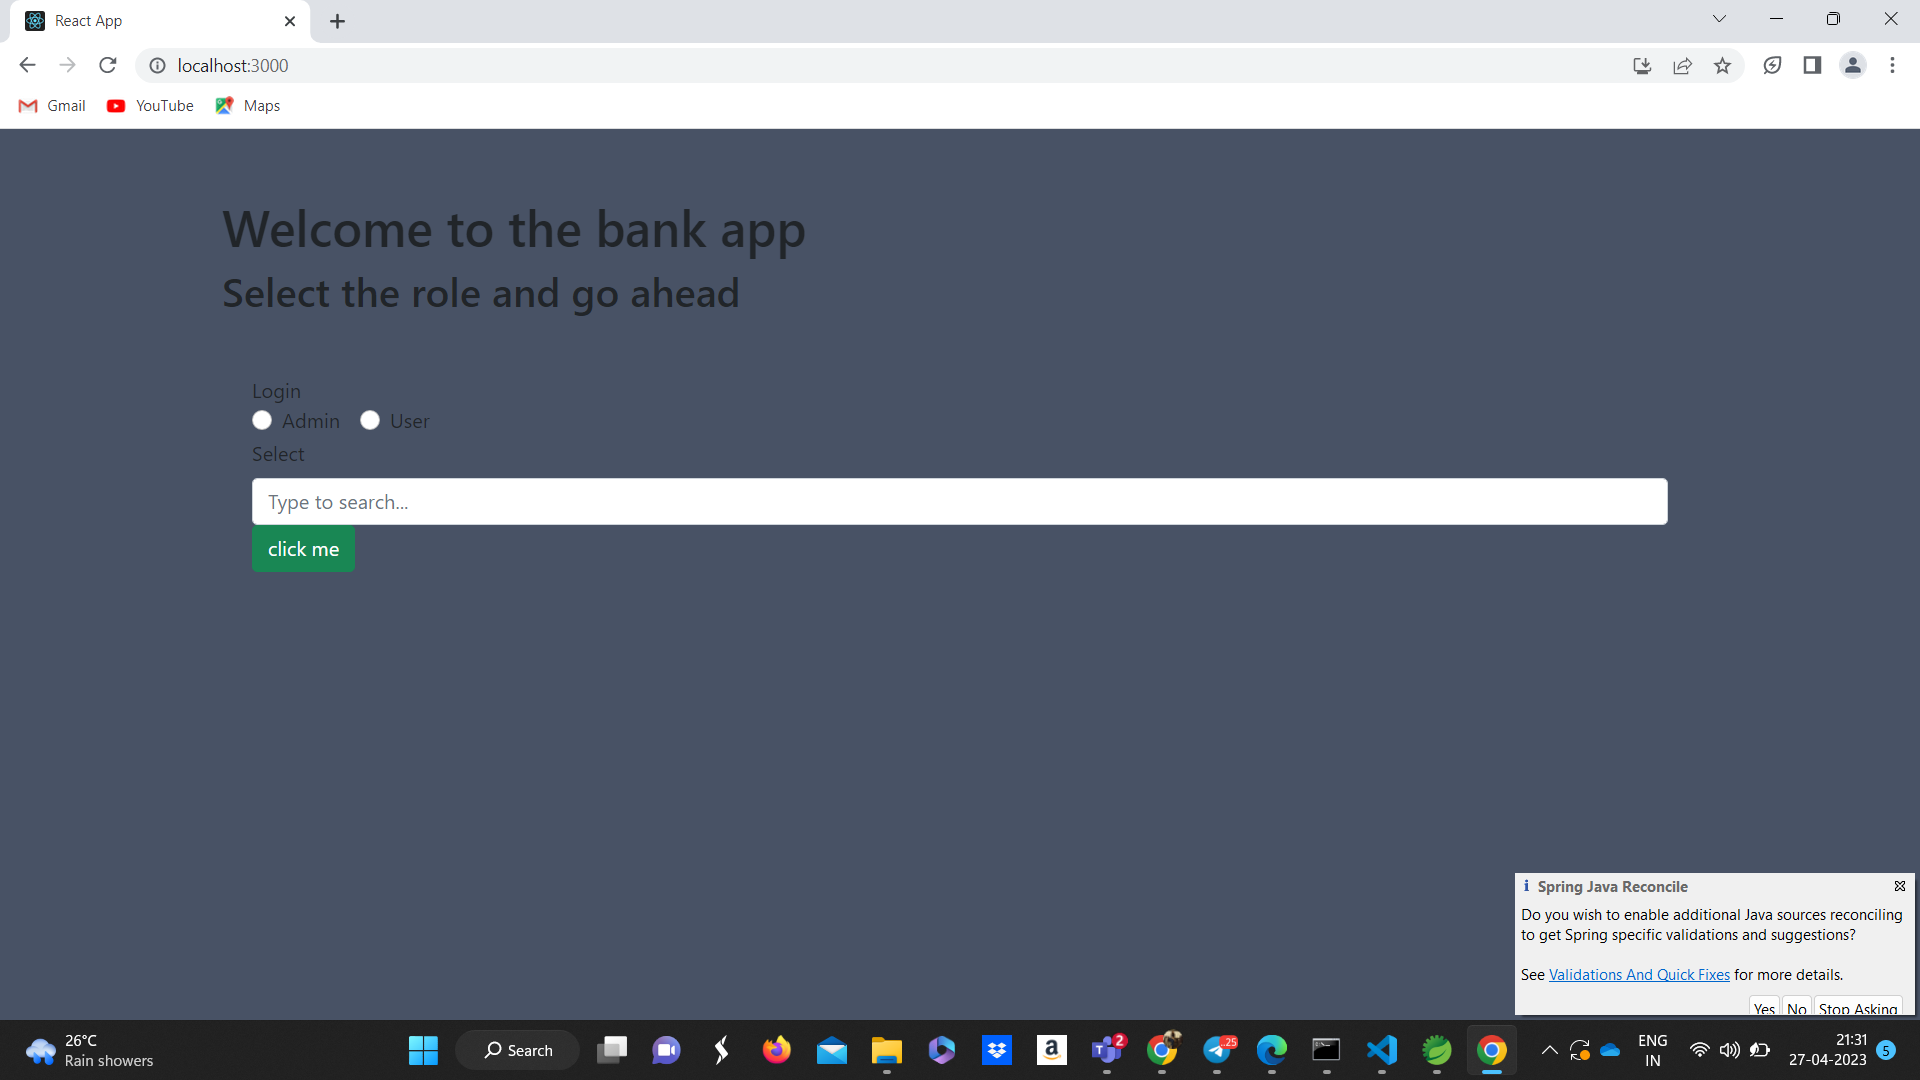 React App
localhost:3000
Gmail
YouTube
Maps
Welcome to the bank app
Select the role and go ahead
Login
Admin
User
Select
Type to search...
click me
Spring Java Reconcile
Do you wish to enable additional Java sources reconciling
to get Spring specific validations and suggestions?
See Validations And Quick Fixes for more details.
Yes
No
Stop Asking
26°C
Rain showers
Search
a
T
2
.25
ENG
IN
21:31
27-04-2023
5